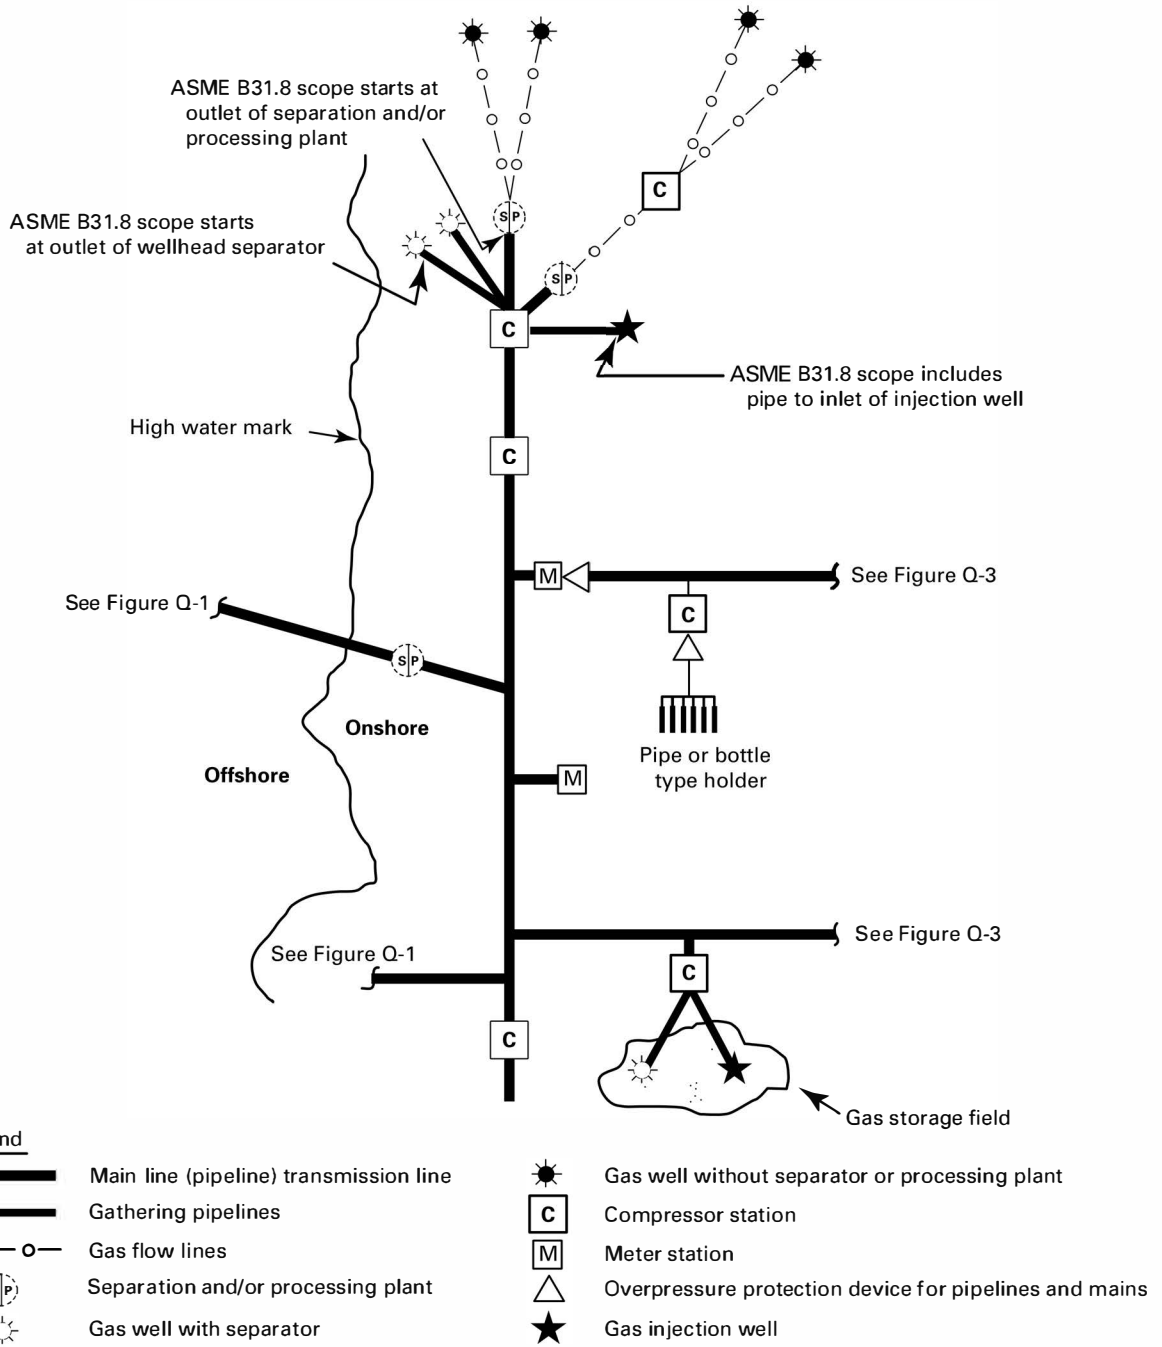 ASME B31.8 scope starts at
outlet of separation and/or
processing plant
ASME B31.8 scope starts
at outlet of wellhead separator
S P
C
S P
C
ASME B31.8 scope includes
pipe to inlet of injection well
High water mark
C
M
See Figure Q-3
C
See Figure Q-1
S P
Onshore
Offshore
Pipe or bottle
type holder
M
See Figure Q-3
See Figure Q-1
C
C
Gas storage field
nd
Main line (pipeline) transmission line
Gathering pipelines
Gas flow lines
P
Separation and/or processing plant
Gas well with separator
Gas well without separator or processing plant
C
Compressor station
M
Meter station
Overpressure protection device for pipelines and mains
Gas injection well